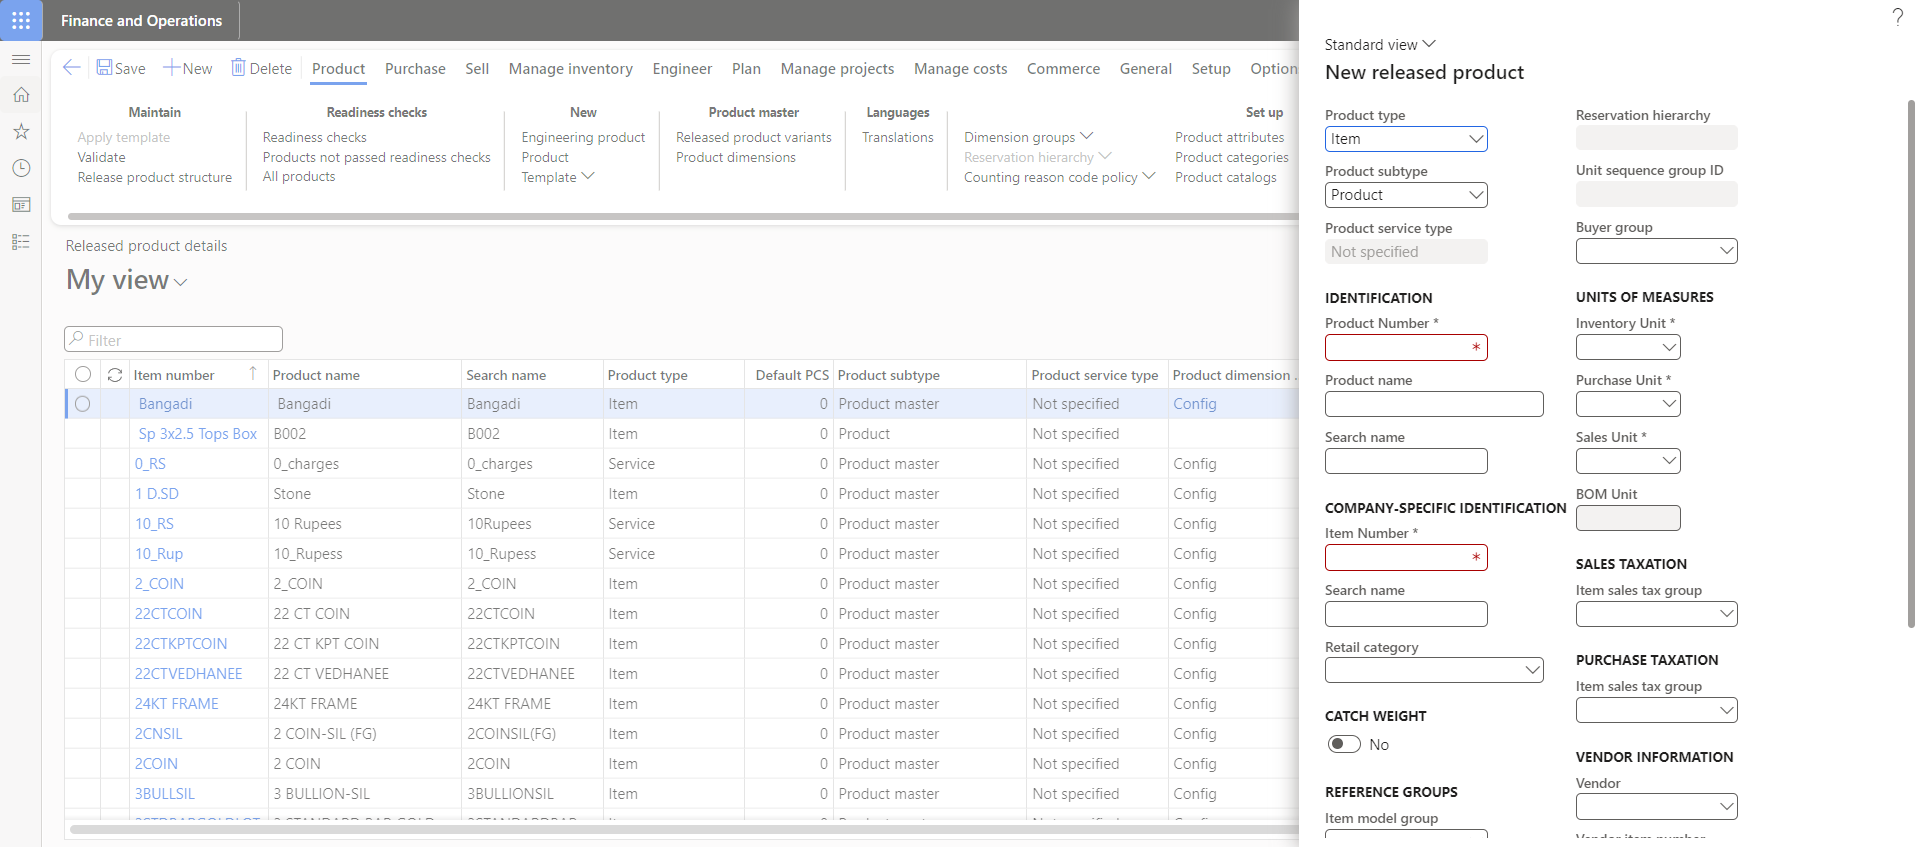 Finance and Operations
?
Save
New
Delete
Product
Purchase
Sell
Manage inventory
Engineer
Plan
Manage projects
Manage costs
Commerce
General
Setup
Option
Maintain
Apply template
Validate
Release product structure
Readiness checks
Readiness checks
Products not passed readiness checks
All products
New
Engineering product
Product
Template
Product master
Released product variants
Product dimensions
Languages
Translations
Dimension groups
Reservation hierarchy
Counting reason code policy
Set up
Product attributes
Product categories
Product catalogs
Released product details
My view
Filter
Item number Product name Search name Product type Default PCS Product subtype Product service type Product dimension .
Bangadi Bangadi Bangadi Item 0 Product master Not specified Config
Sp 3x2.5 Tops Box B002 B002 Item 0 Product Not specified
0_RS 0_charges 0_charges Service 0 Product master Not specified Config
1 D.SD Stone Stone Item 0 Product master Not specified Config
10_RS 10 Rupees 10Rupees Service 0 Product master Not specified Config
10_Rup 10_Rupess 10_Rupess Service 0 Product master Not specified Config
2_COIN 2_COIN 2_COIN Item 0 Product master Not specified Config
22CTCOIN 22 CT COIN 22CTCOIN Item 0 Product master Not specified Config
22CTKPTCOIN 22 CT KPT COIN 22CTKPTCOIN Item 0 Product master Not specified Config
22CTVEDHANEE 22 CT VEDHANEE 22CTVEDHANEE Item 0 Product master Not specified Config
24KT FRAME 24KT FRAME 24KT FRAME Item 0 Product master Not specified Config
2CNSIL 2 COIN-SIL (FG) 2COINSIL(FG) Item 0 Product master Not specified Config
2COIN 2 COIN 2COIN Item 0 Product master Not specified Config
3BULLSIL 3 BULLION-SIL 3BULLIONSIL Item 0 Product master Not specified Config
Standard view
New released product
Product type
Item
Product subtype
Product
Product service type
Not specified
IDENTIFICATION
Product Number *
*
Product name
Search name
COMPANY-SPECIFIC IDENTIFICATION
Item Number *
*
Search name
Retail category
CATCH WEIGHT
No
REFERENCE GROUPS
Item model group
Reservation hierarchy
Unit sequence group ID
Buyer group
UNITS OF MEASURES
Inventory Unit *
Purchase Unit *
Sales Unit *
BOM Unit
SALES TAXATION
Item sales tax group
PURCHASE TAXATION
Item sales tax group
VENDOR INFORMATION
Vendor